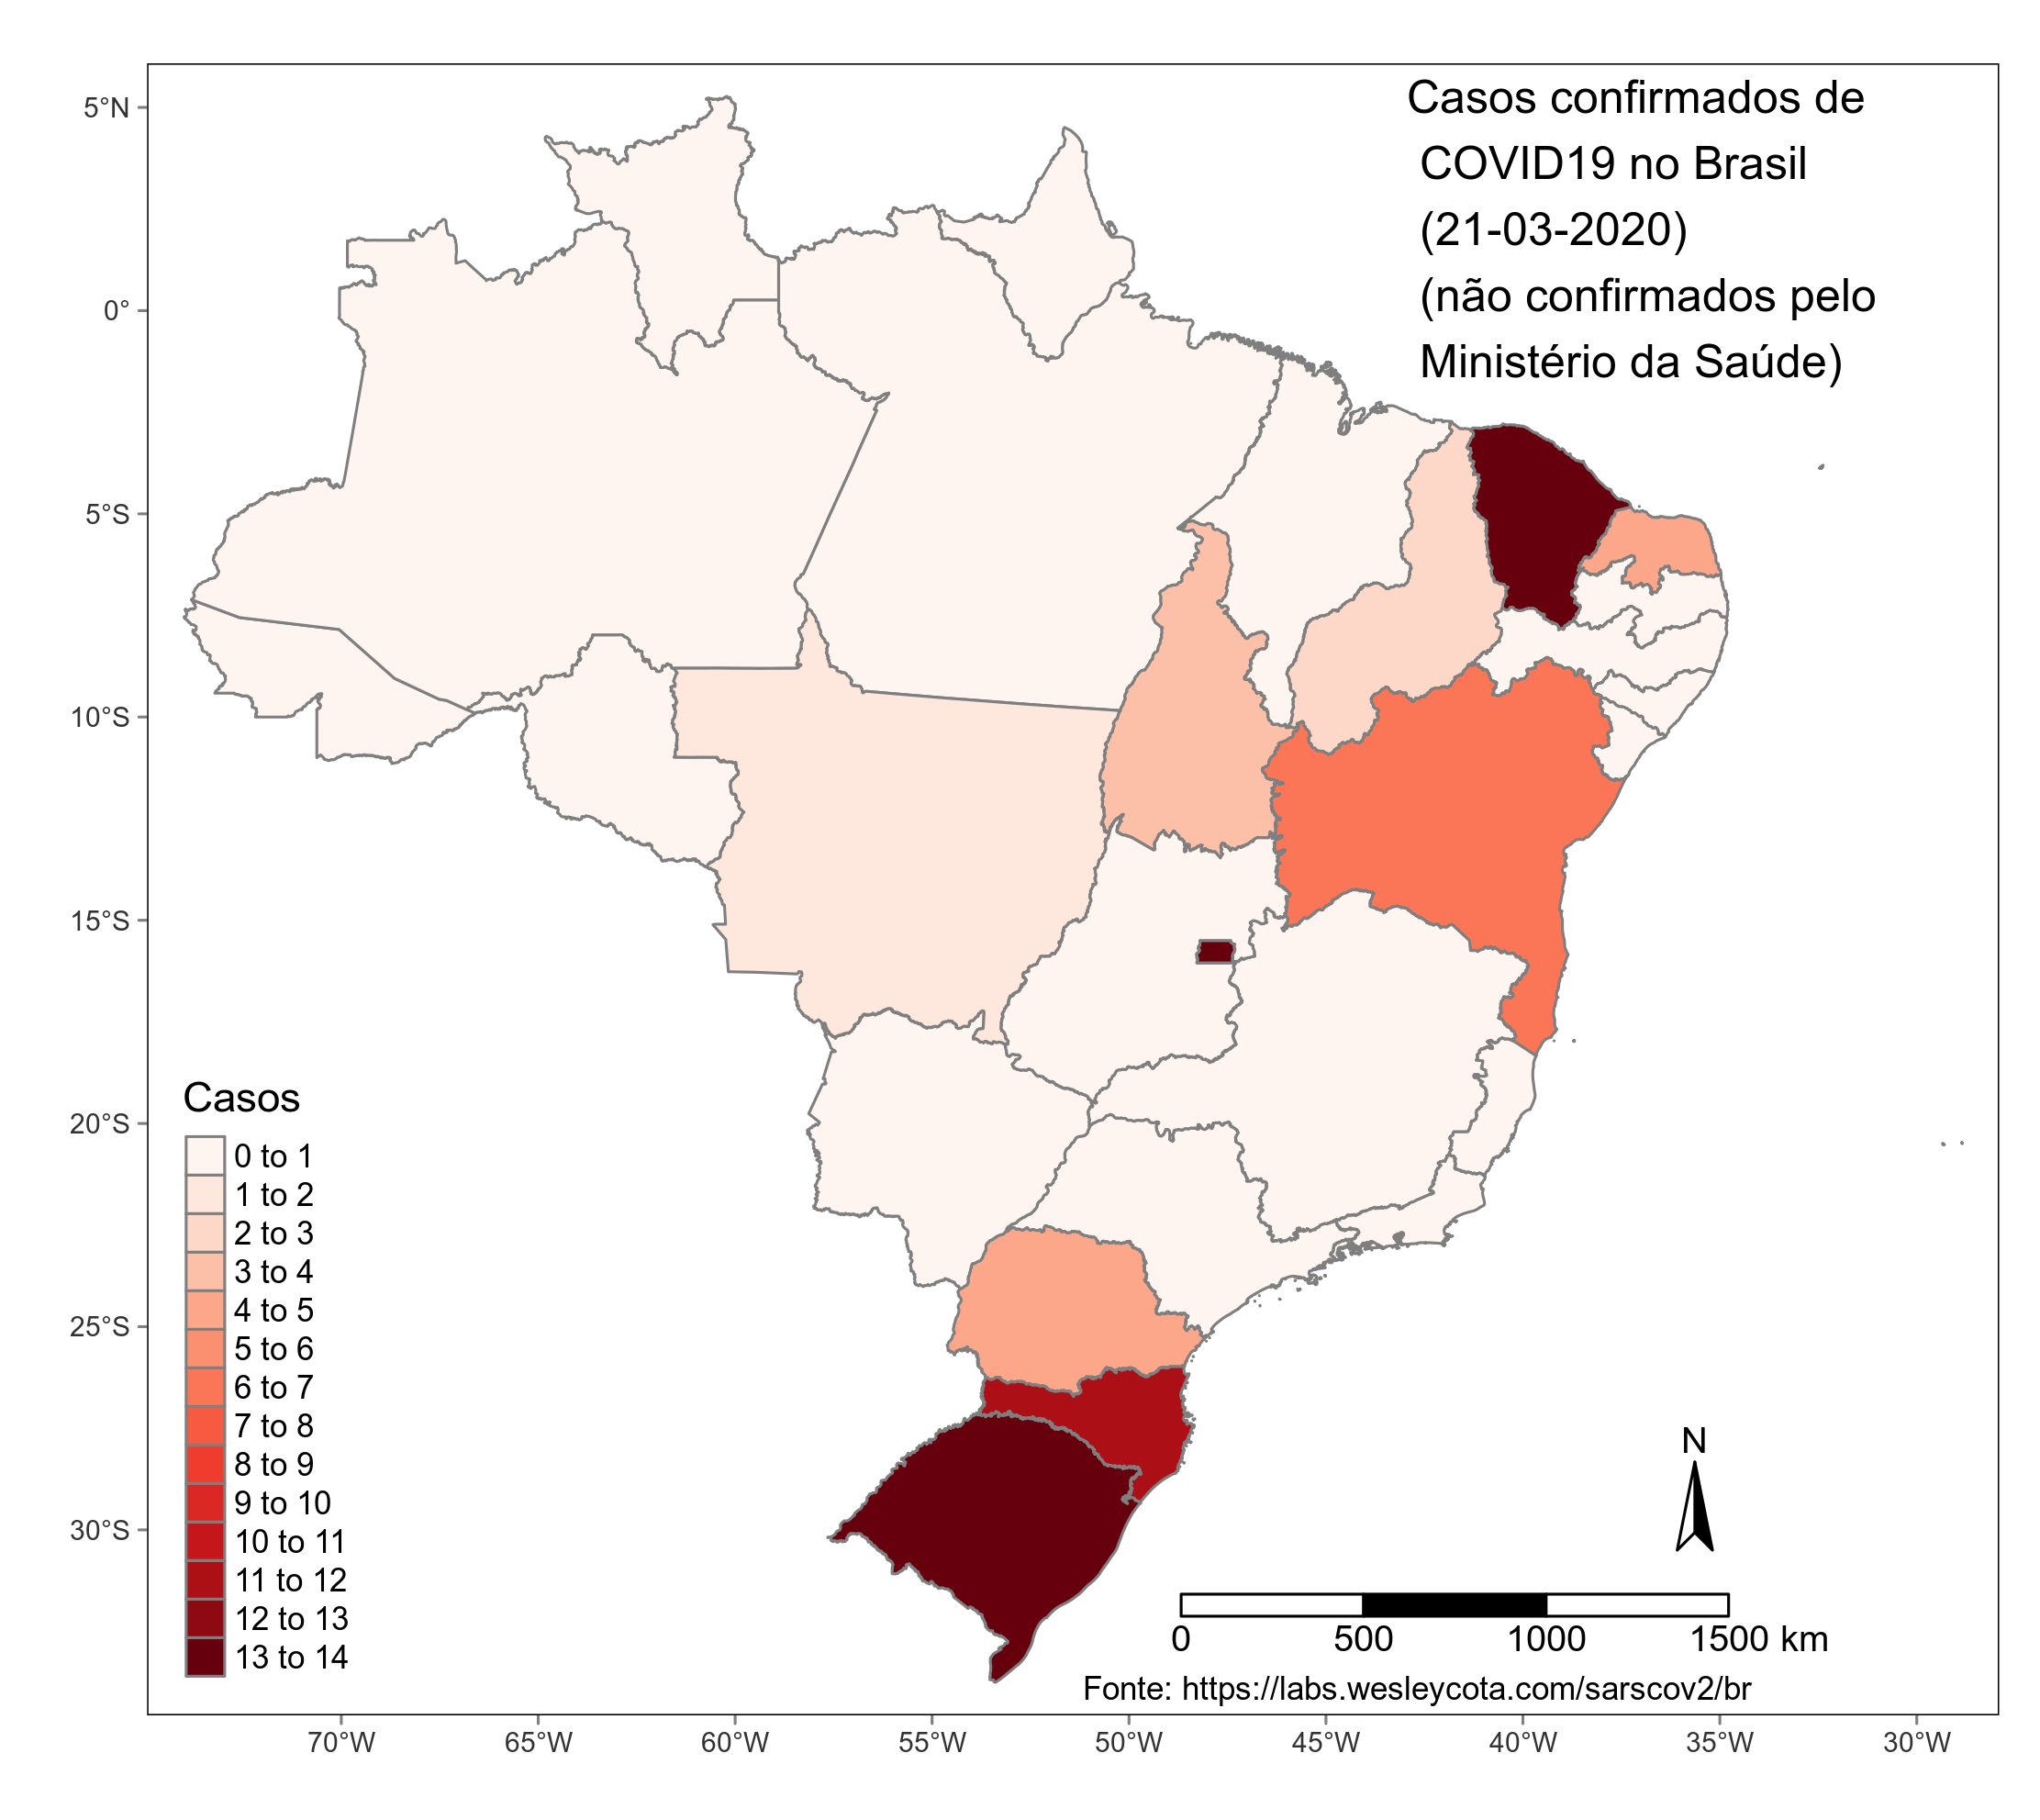 Casos confirmados de
COVID19 no Brasil
(21-03-2020)
(não confirmados pelo
Ministério da Saúde)
5°N
0°
5°S
10°S
15°S
20°S
25°S
30°S
Casos
0 to 1
1 to 2
2 to 3
3 to 4
4 to 5
5 to 6
6 to 7
7 to 8
8 to 9
9 to 10
10 to 11
11 to 12
12 to 13
13 to 14
N
0 500 1000 1500 km
Fonte: https://labs.wesleycota.com/sarscov2/br
70°W 65°W 60°W 55°W 50°W 45°W 40°W 35°W 30°W